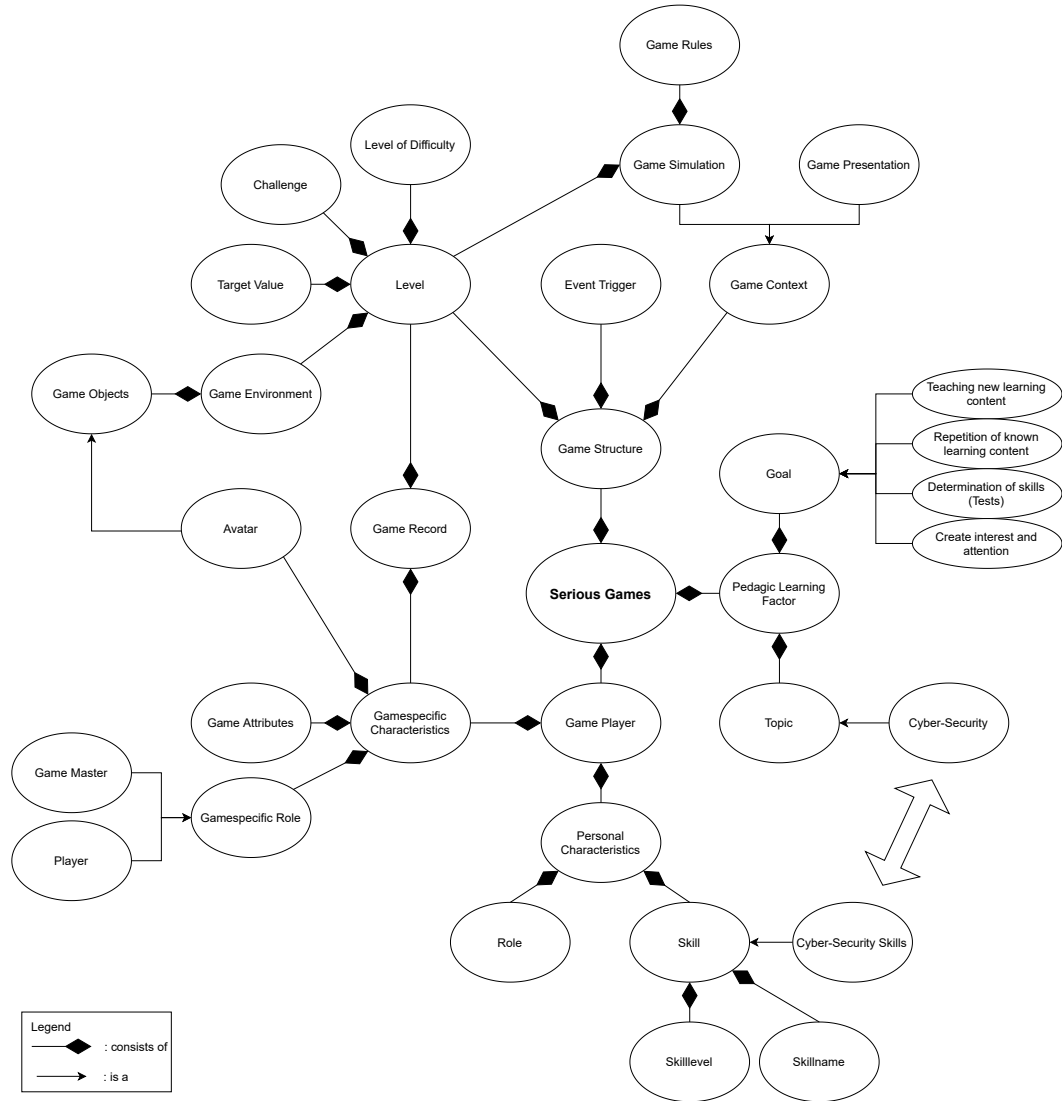 Game Rules
Level of Difficulty
Game Simulation
Game Presentation
Challenge
Target Value
Level
Event Trigger
Game Context
Game Objects
Game Environment
Teaching new learning
content
Repetition of known
learning content
Game Structure
Goal
Determination of skills
(Tests)
Avatar
Game Record
Create interest and
attention
Serious Games
Pedagic Learning
Factor
Game Attributes
Gamespecific
Characteristics
Game Player
Topic
Cyber-Security
Game Master
Gamespecific Role
Player
Personal
Characteristics
Role
Skill
Cyber-Security Skills
Legend
: consists of
: is a
Skilllevel
Skillname